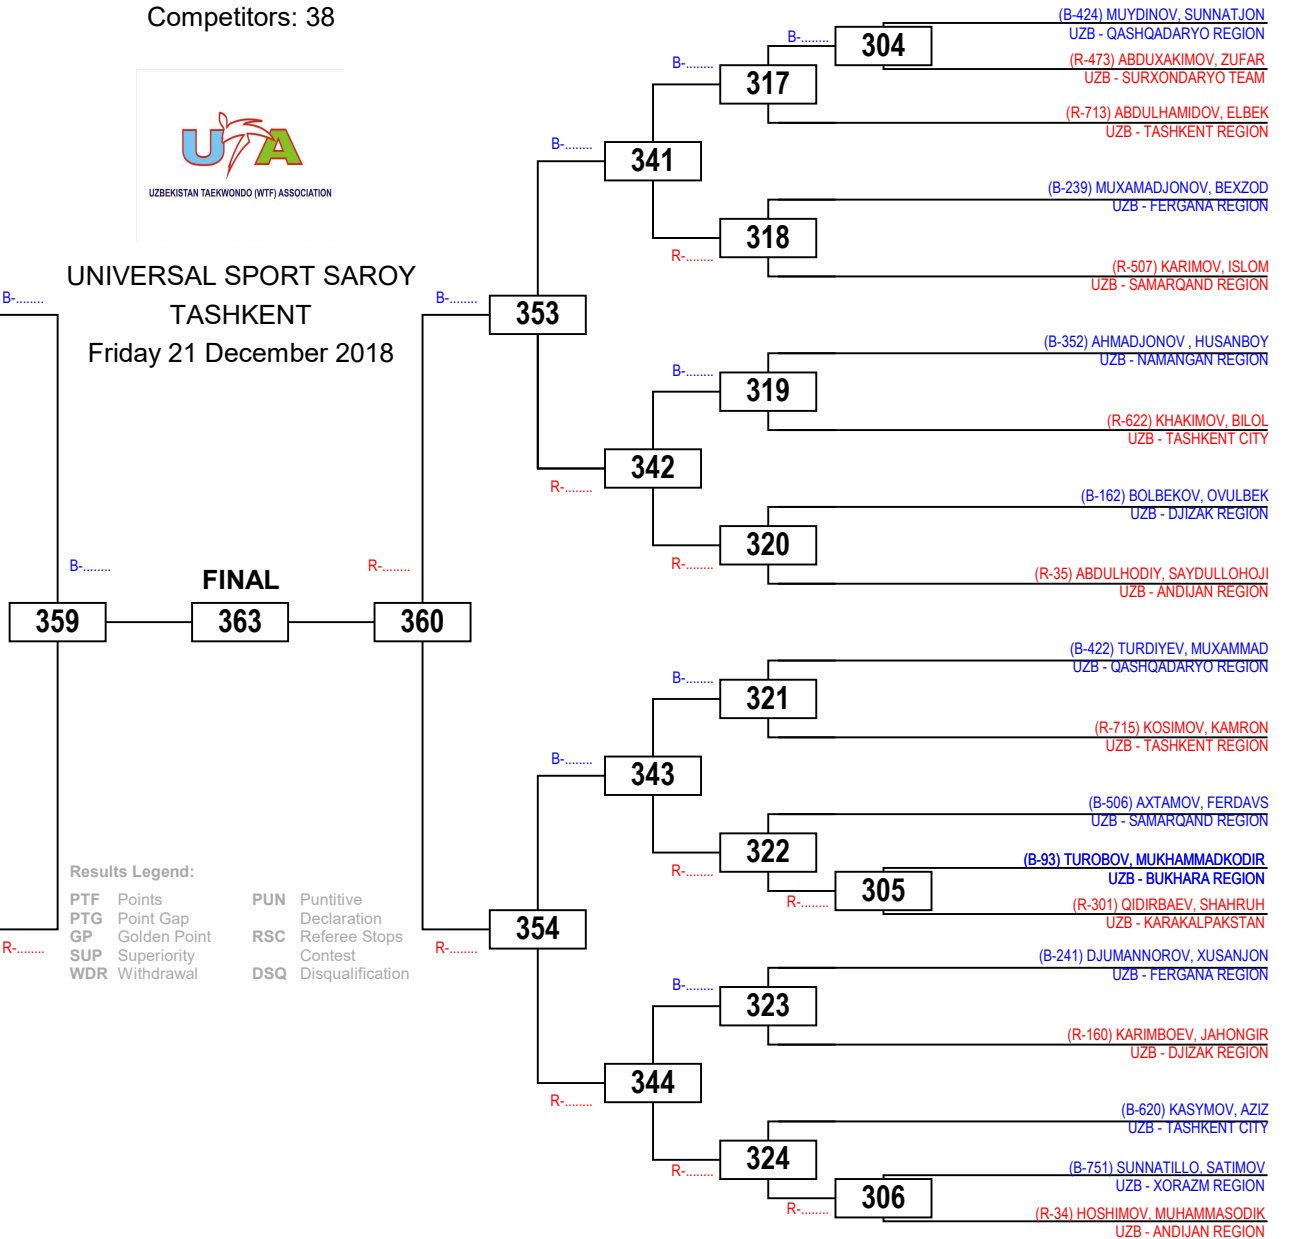 Competitors: 38
UTA
UZBEKISTAN TAEKWONDO (WTF) ASSOCIATION
UNIVERSAL SPORT SAROY
TASHKENT
Friday 21 December 2018
(B-424) MUYDINOV, SUNNATJON
UZB - QASHQADARYO REGION
B-........
304
(R-473) ABDUXAKIMOV, ZUFAR
UZB - SURXONDARYO TEAM
B-........
317
(R-713) ABDULHAMIDOV, ELBEK
UZB - TASHKENT REGION
B-........
341
(B-239) MUXAMADJONOV, BEXZOD
UZB - FERGANA REGION
318
R-........
(R-507) KARIMOV, ISLOM
UZB - SAMARQAND REGION
B-........
B-........
353
(B-352) AHMADJONOV , HUSANBOY
UZB - NAMANGAN REGION
B-........
319
(R-622) KHAKIMOV, BILOL
UZB - TASHKENT CITY
342
R-........
(B-162) BOLBEKOV, OVULBEK
UZB - DJIZAK REGION
320
R-........
(R-35) ABDULHODIY, SAYDULLOHOJI
UZB - ANDIJAN REGION
B-........
FINAL
R-........
359
363
360
(B-422) TURDIYEV, MUXAMMAD
UZB - QASHQADARYO REGION
B-........
321
(R-715) KOSIMOV, KAMRON
UZB - TASHKENT REGION
B-........
343
(B-506) AXTAMOV, FERDAVS
UZB - SAMARQAND REGION
322
R-........
(B-93) TUROBOV, MUKHAMMADKODIR
UZB - BUKHARA REGION
305
R-........
(R-301) QIDIRBAEV, SHAHRUH
UZB - KARAKALPAKSTAN
354
R-........
R-........
Results Legend:
PTF Points
PTG Point Gap
GP Golden Point
SUP Superiority
WDR Withdrawal
PUN Puntitive
Declaration
RSC Referee Stops
Contest
DSQ Disqualification
(B-241) DJUMANNOROV, XUSANJON
UZB - FERGANA REGION
B-........
323
(R-160) KARIMBOEV, JAHONGIR
UZB - DJIZAK REGION
344
R-........
(B-620) KASYMOV, AZIZ
UZB - TASHKENT CITY
324
R-........
(B-751) SUNNATILLO, SATIMOV
UZB - XORAZM REGION
306
R-........
(R-34) HOSHIMOV, MUHAMMASODIK
UZB - ANDIJAN REGION